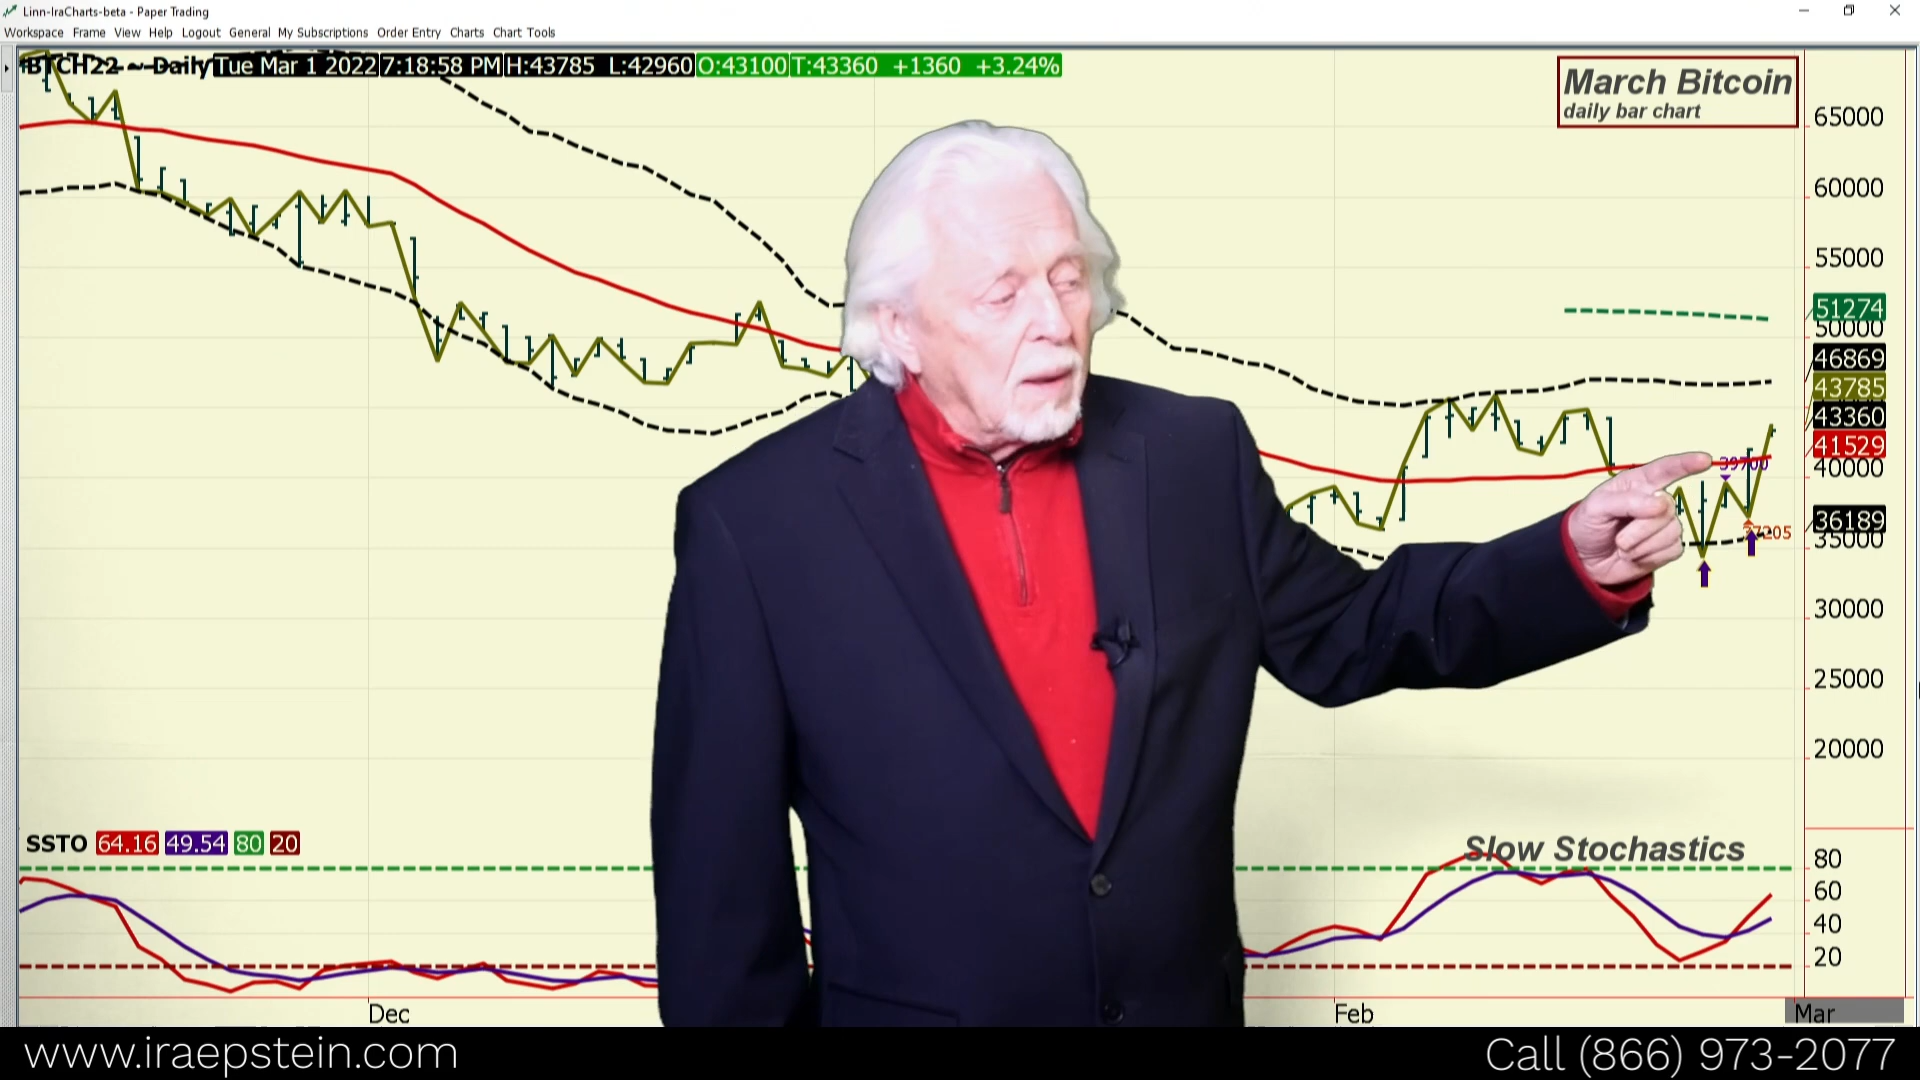 Linn-IraCharts-beta - Paper Trading
Workspace Frame View Help Logout General My Subscriptions Order Entry Charts Chart Tools
BTCH22 ~ Daily Tue Mar 1 2022 7:18:58 PM H:43785 L:42960 O:43100 T:43360 +1360 +3.24%
March Bitcoin
daily bar chart
65000
60000
55000
51274
50000
46869
43785
43360
41529
39700
40000
36189
37205
35000
30000
25000
20000
SSTO 64.16 49.54 80 20
Slow Stochastics
80
60
40
20
Dec Feb Mar
www.iraepstein.com Call (866) 973-2077